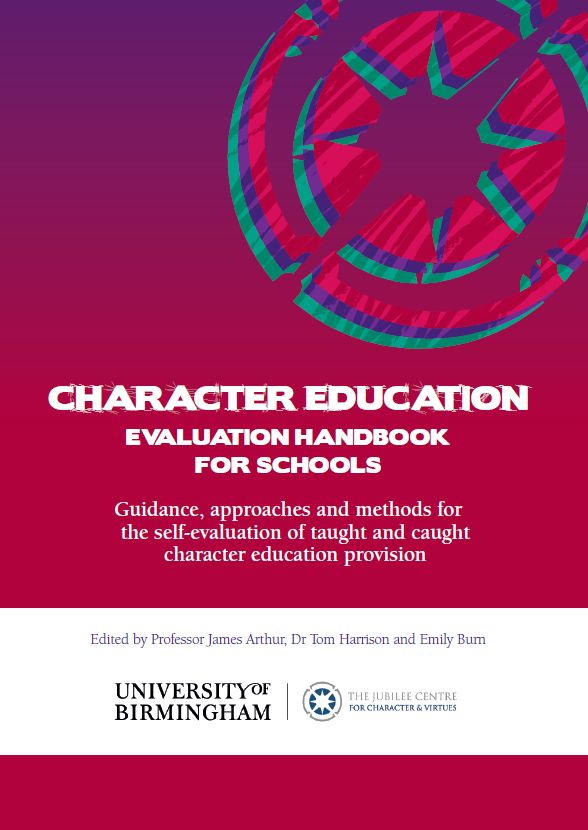 CHARACTER EDUCATION
EVALUATION HANDBOOK
FOR SCHOOLS
Guidance, approaches and methods for
the self-evaluation of taught and caught
character education provision
Edited by Professor James Arthur, Dr Tom Harrison and Emily Burn
UNIVERSITY OF
BIRMINGHAM
THE JUBILEE CENTRE
FOR CHARACTER & VIRTUES